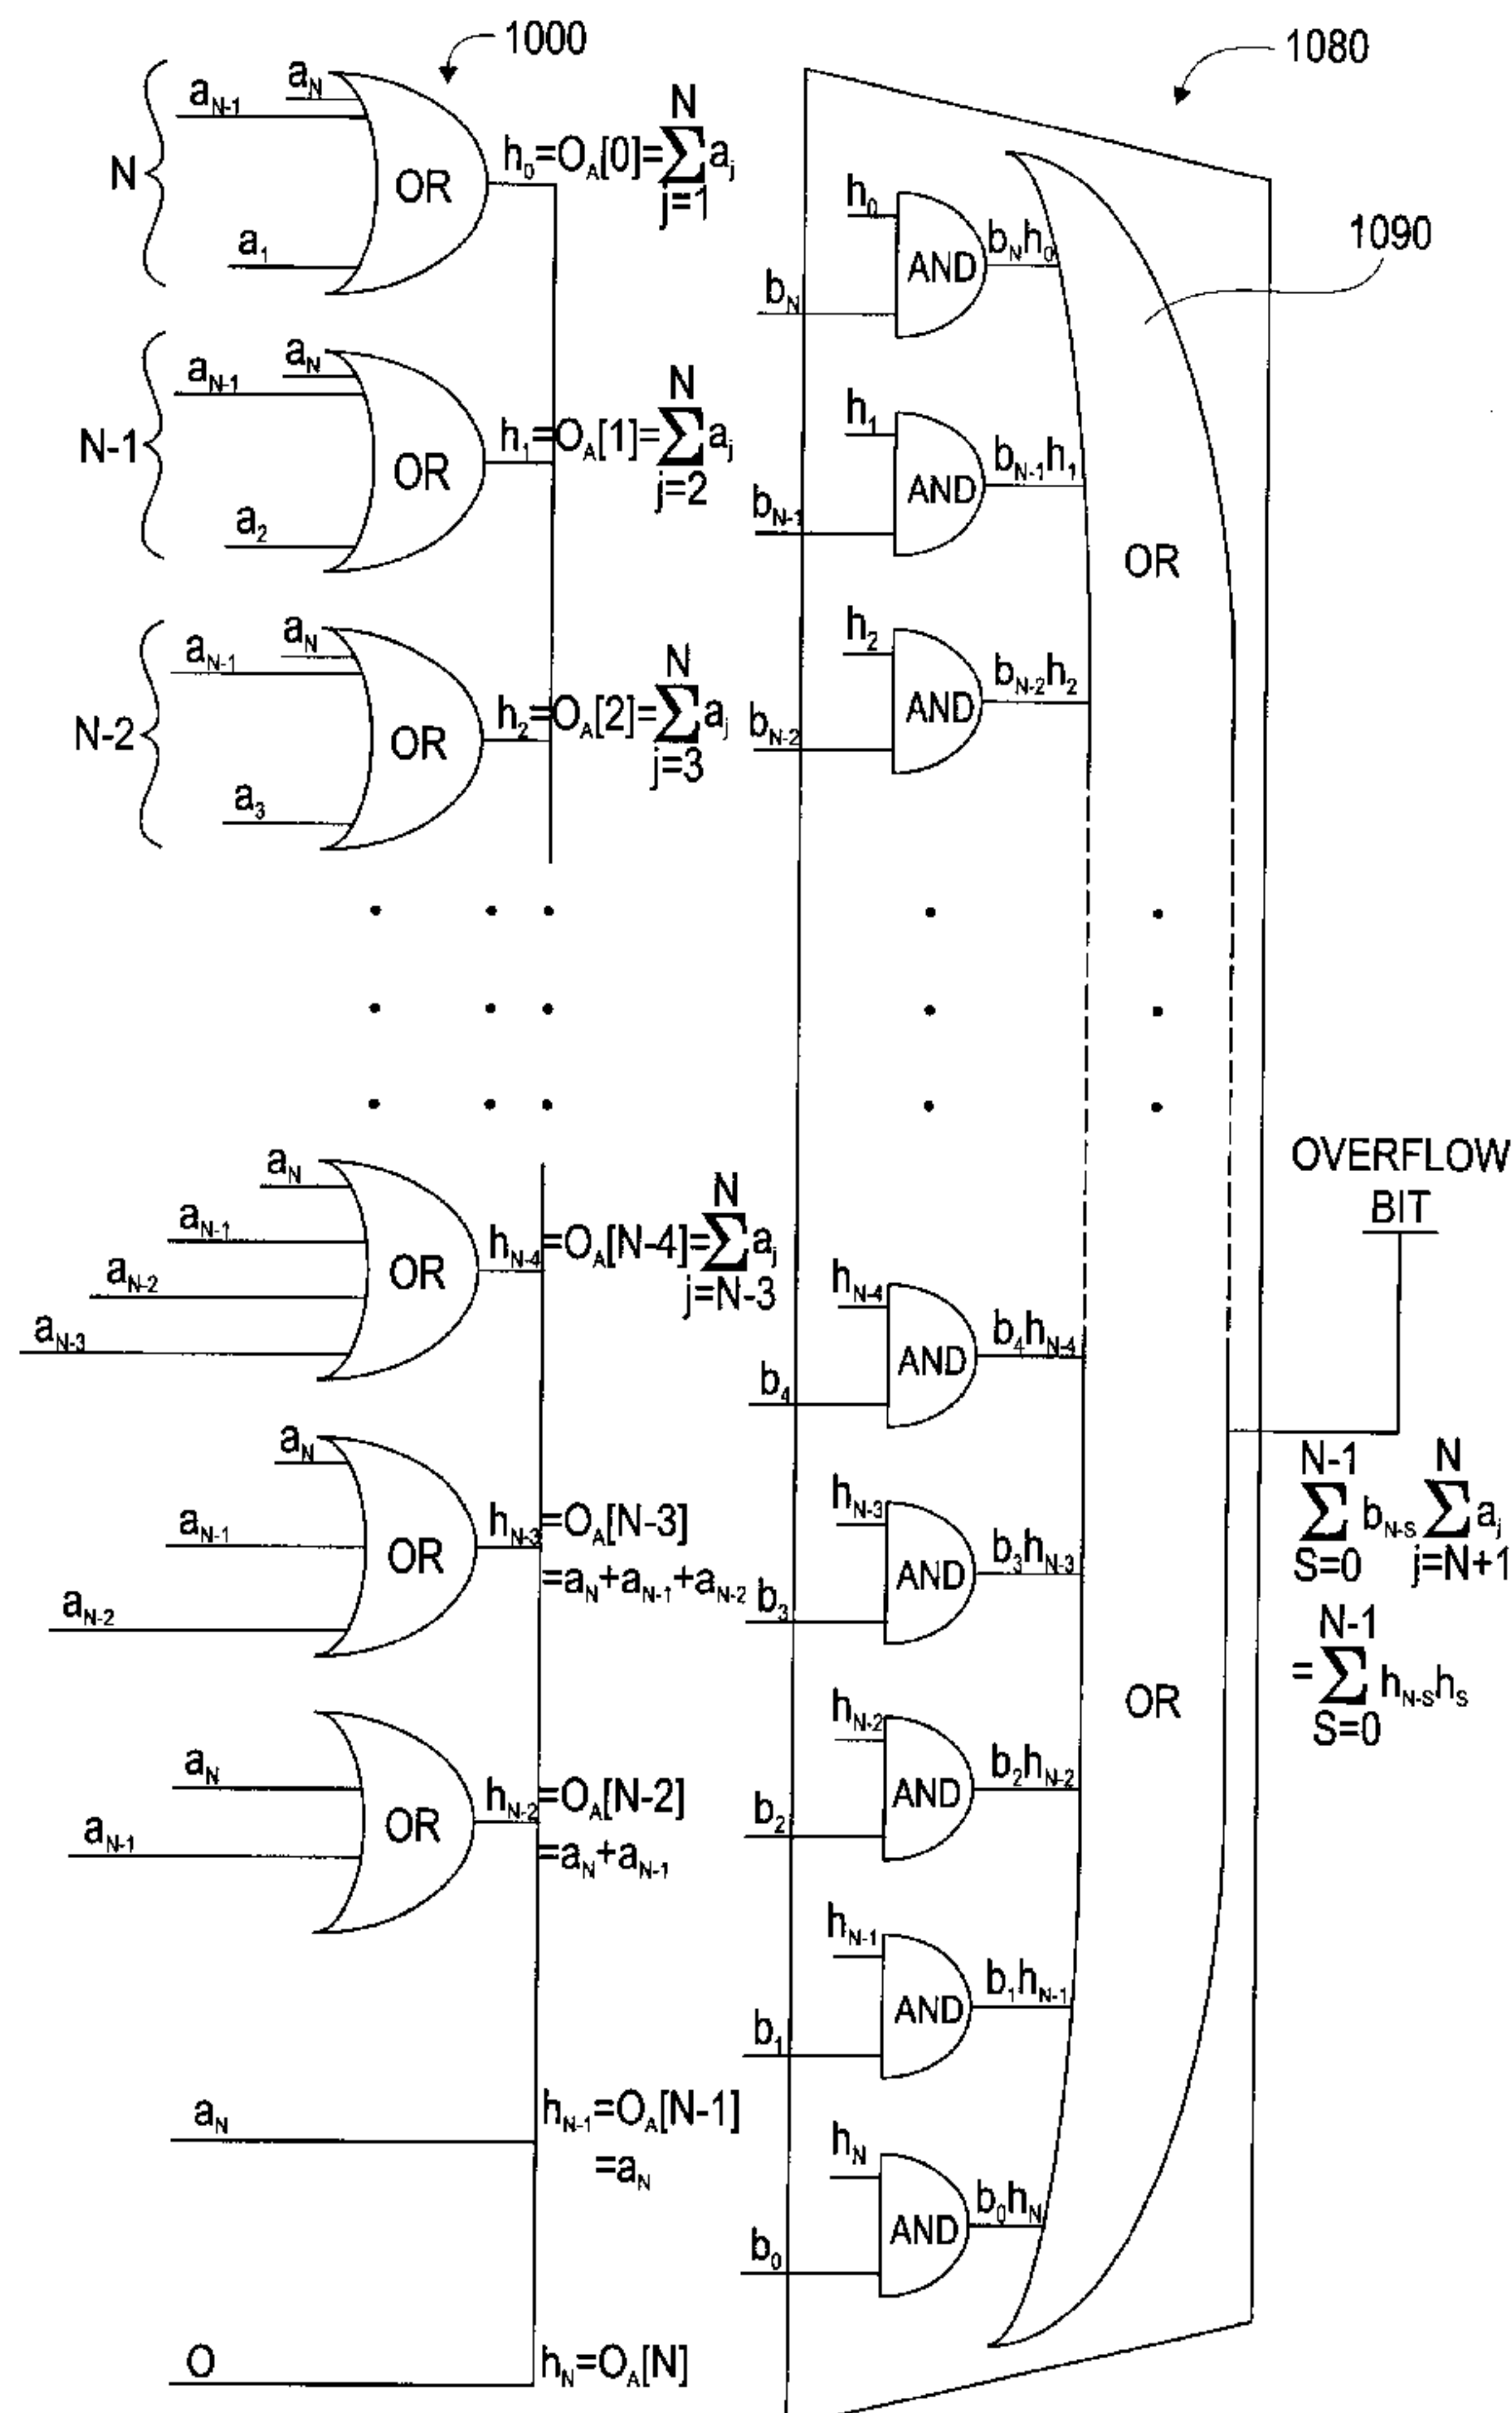 1000
1080
1090
N
a_N
a_{N-1}
a_1
OR
h_0=O_A[0]=∑_{j=1}^{N} a_j
N-1
a_N
a_{N-1}
a_2
OR
h_1=O_A[1]=∑_{j=2}^{N} a_j
N-2
a_N
a_{N-1}
a_3
OR
h_2=O_A[2]=∑_{j=3}^{N} a_j
a_N
a_{N-1}
a_{N-2}
a_{N-3}
OR
h_{N-4}=O_A[N-4]=∑_{j=N-3}^{N} a_j
a_N
a_{N-1}
a_{N-2}
OR
h_{N-3}=O_A[N-3]
=a_N+a_{N-1}+a_{N-2}
a_N
a_{N-1}
OR
h_{N-2}=O_A[N-2]
=a_N+a_{N-1}
a_N
h_{N-1}=O_A[N-1]
=a_N
O
h_N=O_A[N]
h_0
b_N
AND
b_N h_0
h_1
b_{N-1}
AND
b_{N-1} h_1
h_2
b_{N-2}
AND
b_{N-2} h_2
h_{N-4}
b_4
AND
b_4 h_{N-4}
h_{N-3}
b_3
AND
b_3 h_{N-3}
h_{N-2}
b_2
AND
b_2 h_{N-2}
h_{N-1}
b_1
AND
b_1 h_{N-1}
h_N
b_0
AND
b_0 h_N
OR
OR
OVERFLOW
BIT
∑_{S=0}^{N-1} b_{N-S} ∑_{j=N+1}^{N} a_j
=∑_{S=0}^{N-1} h_{N-S} h_S